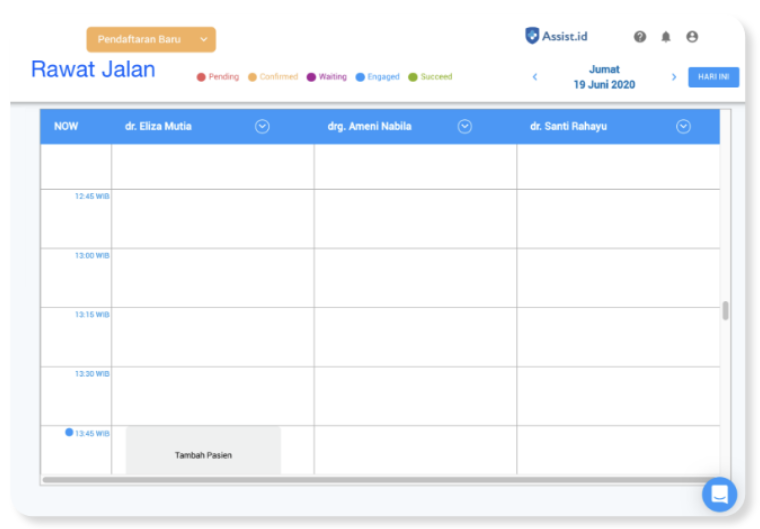 Pendaftaran Baru
Assist.id
Rawat Jalan
Pending Confirmed Waiting Engaged Succeed
Jumat
19 Juni 2020
HARI INI
NOW dr. Eliza Mutia drg. Ameni Nabila dr. Santi Rahayu
12:45 WIB
13:00 WIB
13:15 WIB
13:30 WIB
13:45 WIB
Tambah Pasien